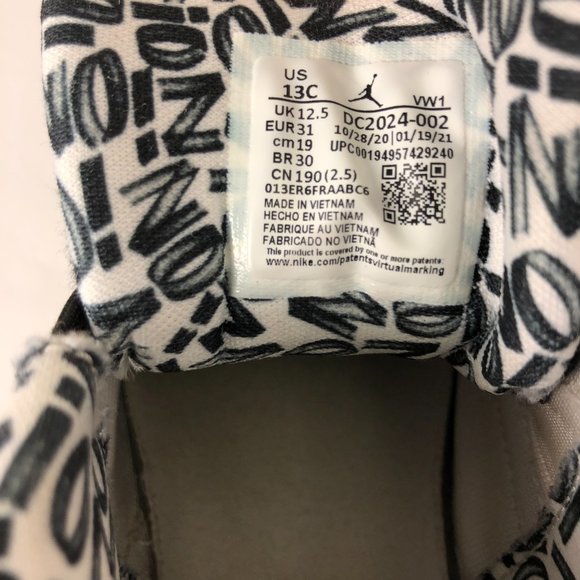 US
13C
VW1
UK 12.5 DC2024-002
EUR 31 10/28/20 | 01/19/21
cm 19 UPC00194957429240
BR 30
CN 190 (2.5)
013ER6FRAABC6
MADE IN VIETNAM
HECHO EN VIETNAM
FABRIQUE AU VIETNAM
FABRICADO NO VIETNÃ
This product is covered by one or more patents:
www.nike.com/patentsvirtualmarking